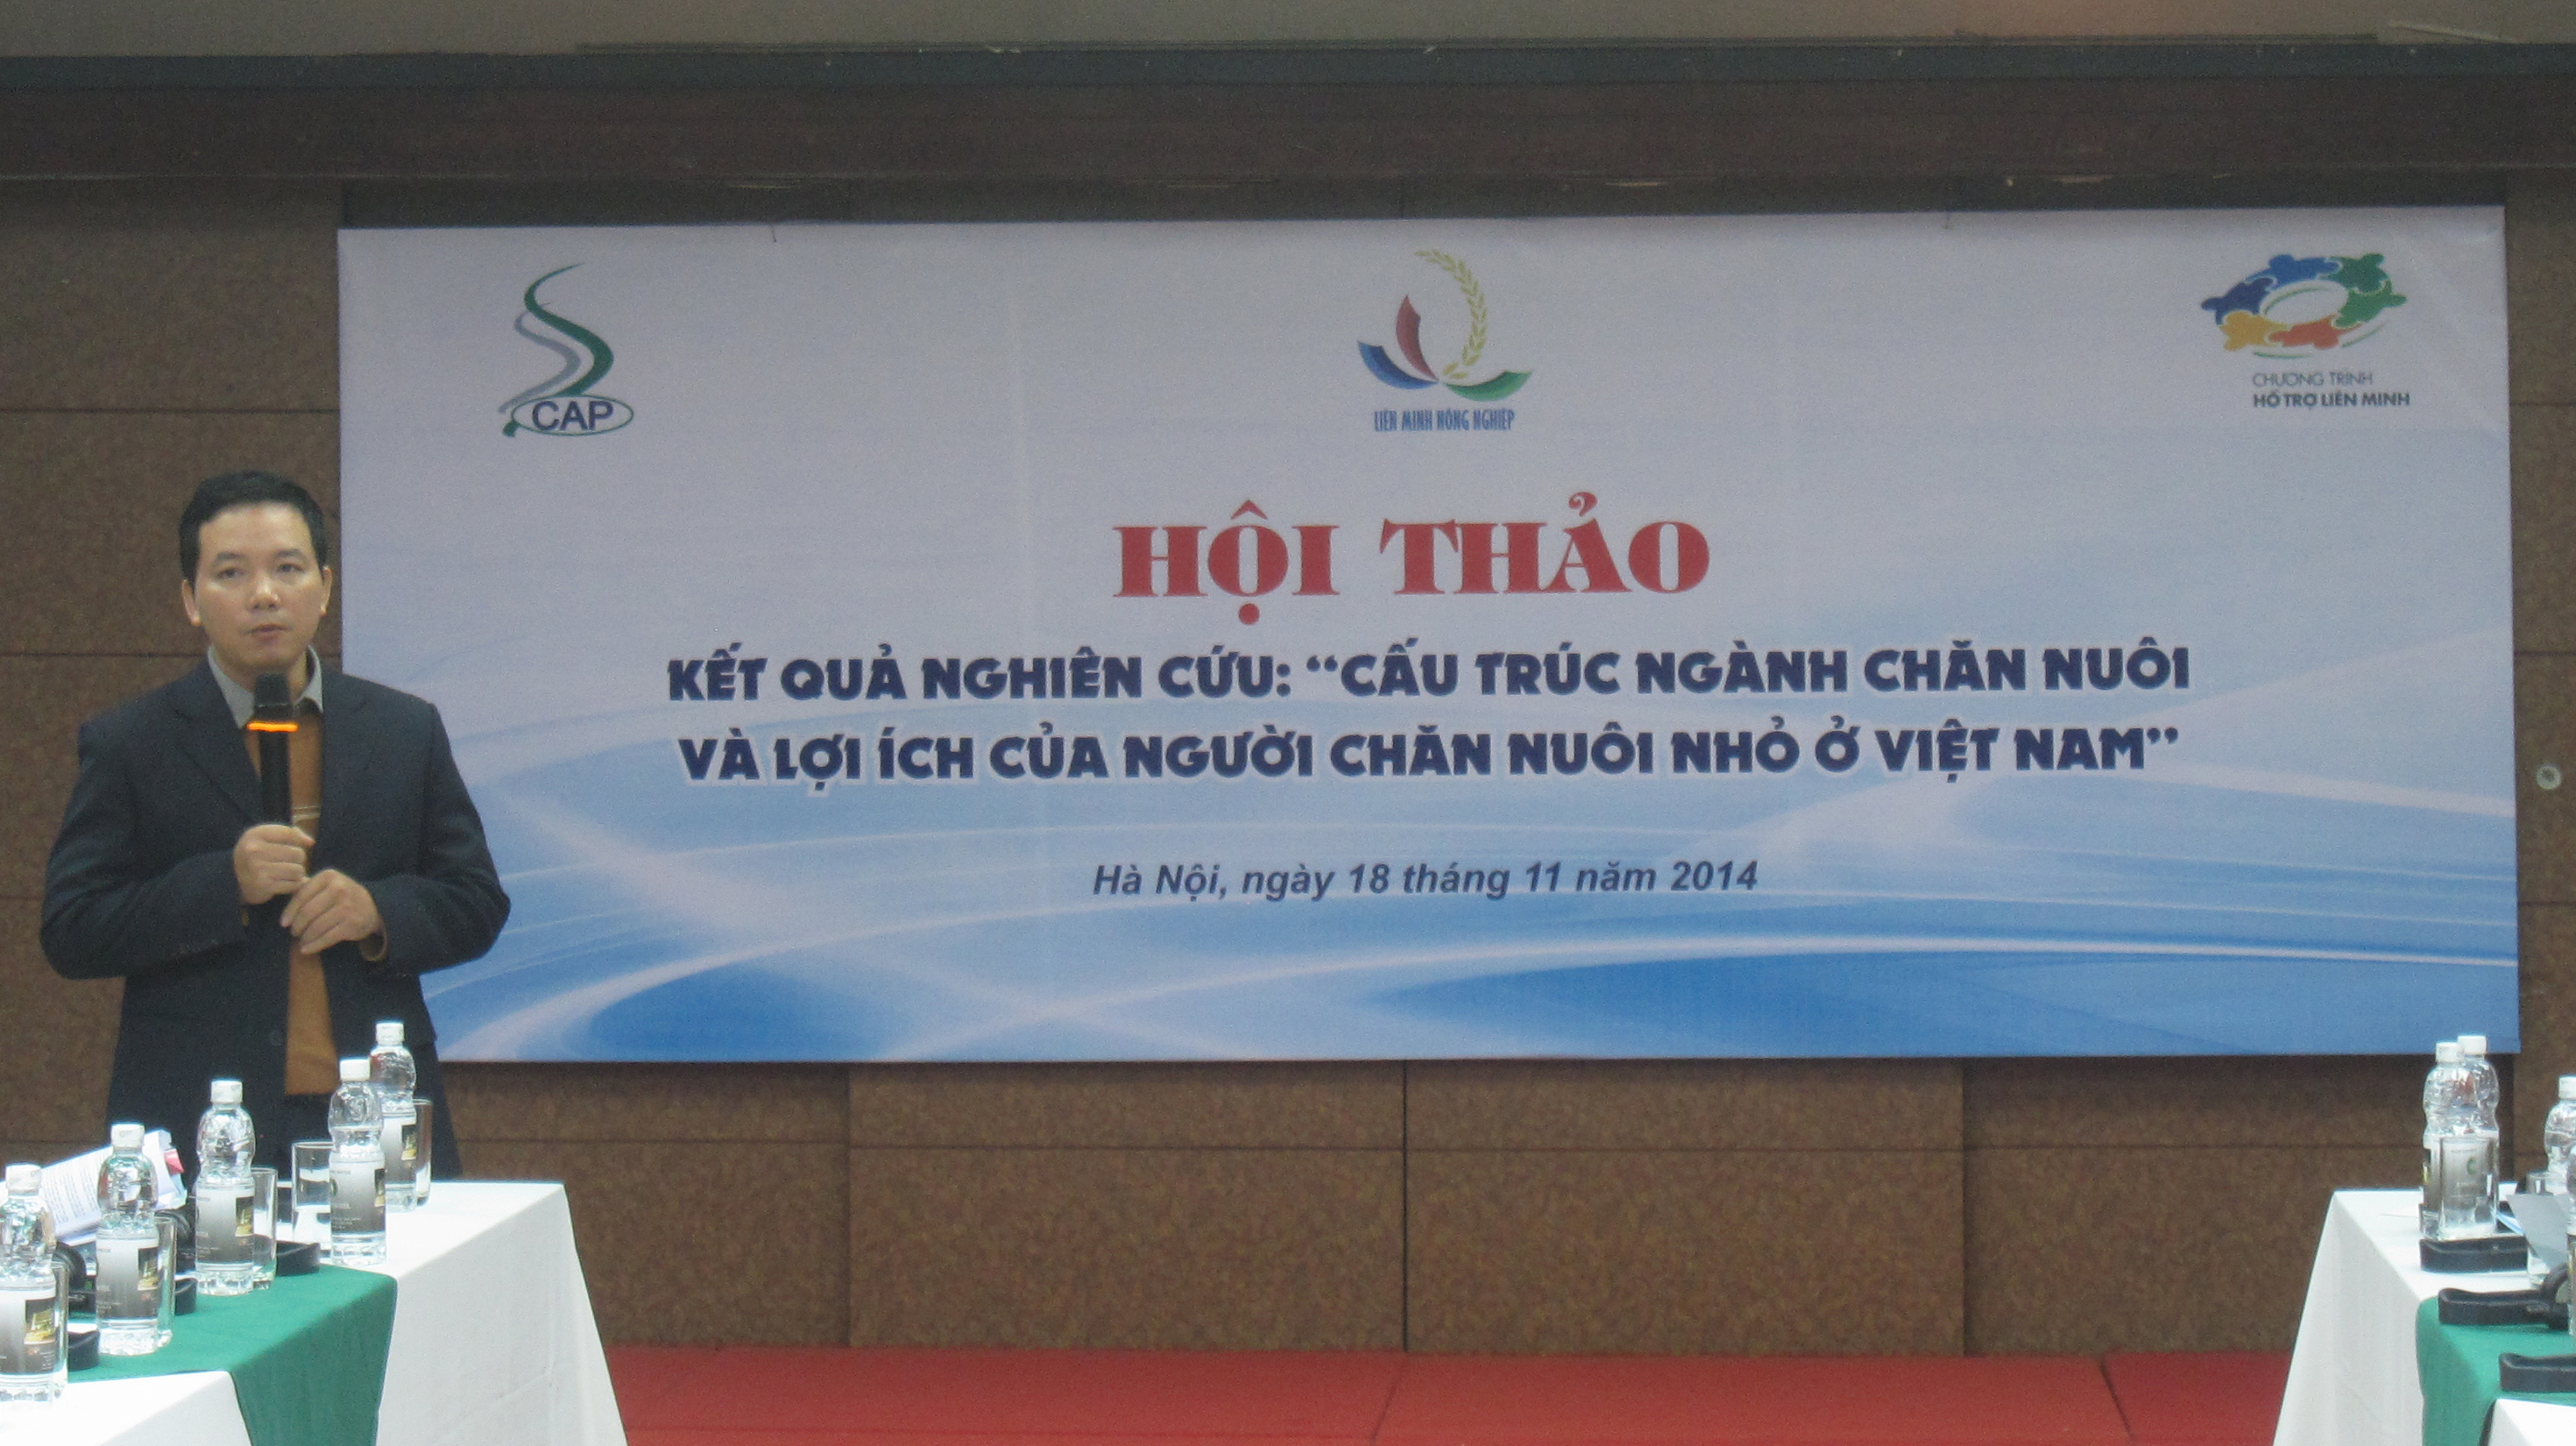 CAP
LIÊN MINH NÔNG NGHIỆP
CHƯƠNG TRÌNH
HỖ TRỢ LIÊN MINH
HỘI THẢO
KẾT QUẢ NGHIÊN CỨU: “CẤU TRÚC NGÀNH CHĂN NUÔI
VÀ LỢI ÍCH CỦA NGƯỜI CHĂN NUÔI NHỎ Ở VIỆT NAM”
Hà Nội, ngày 18 tháng 11 năm 2014